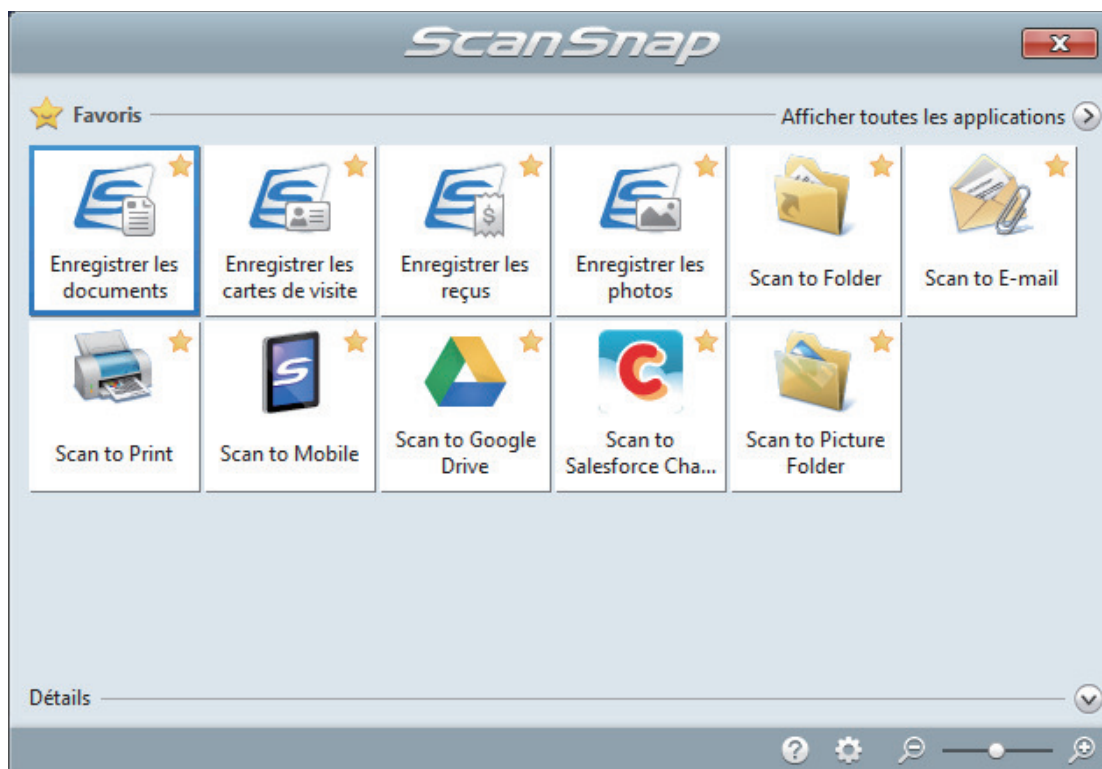 ScanSnap
Favoris
Afficher toutes les applications
Enregistrer les
documents
Enregistrer les
cartes de visite
Enregistrer les
reçus
Enregistrer les
photos
Scan to Folder
Scan to E-mail
Scan to Print
Scan to Mobile
Scan to Google
Drive
Scan to
Salesforce Cha...
Scan to Picture
Folder
Détails